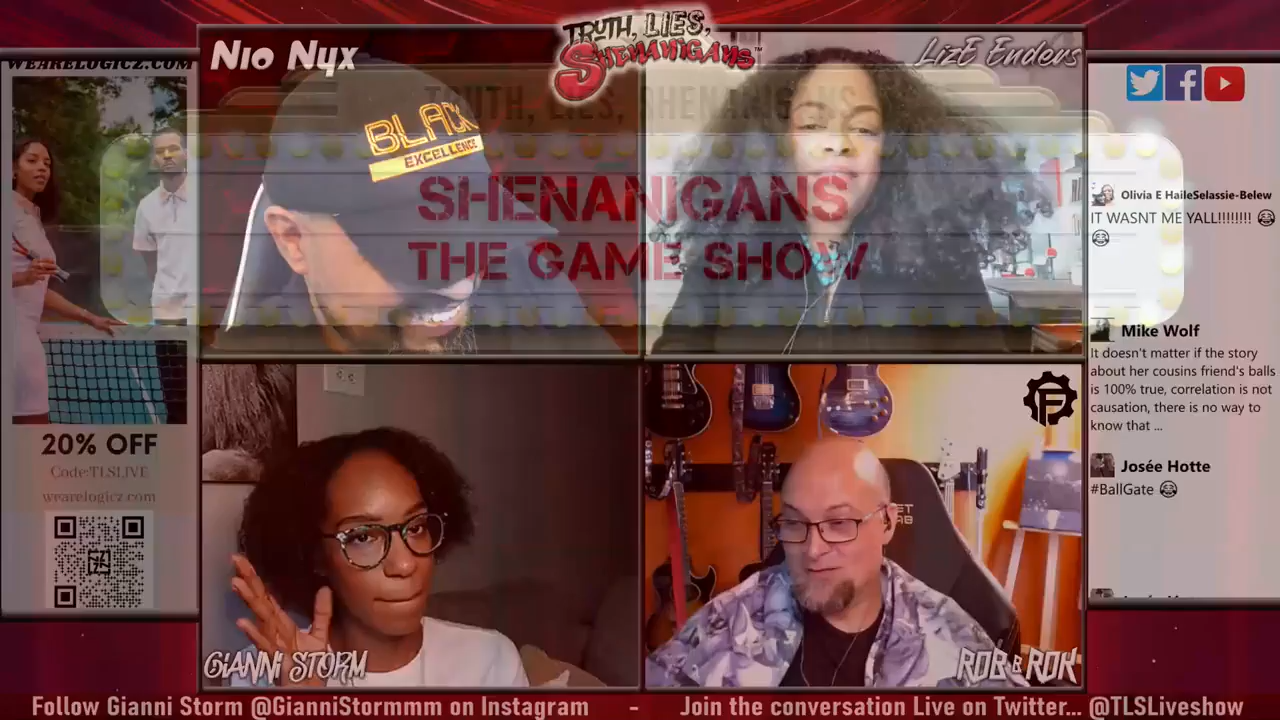 TRUTH, LIES,
SHENANIGANS™
NIO NYX
LIZE ENDERS
WEARELOGICZ.COM
BLACK
EXCELLENCE
TRUTH, LIES, SHENANIGANS
SHENANIGANS
THE GAME SHOW
Olivia E HaileSelassie-Belew
IT WASNT ME YALL!!!!!!!! 😂
😂
Mike Wolf
It doesn't matter if the story
about her cousins friend's balls
is 100% true, correlation is not
causation, there is no way to
know that ...
Josée Hotte
#BallGate 😂
20% OFF
Code:TLSLIVE
wearelogicz.com
GIANNI STORM
ROB B ROK
Follow Gianni Storm @GianniStormmm on Instagram - Join the conversation Live on Twitter... @TLSLiveshow